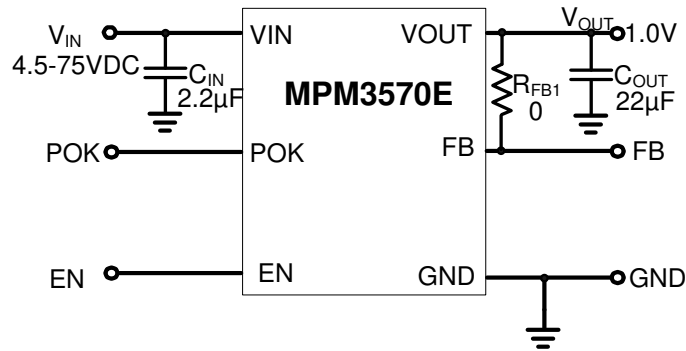 VIN
4.5-75VDC
CIN
2.2µF
POK
EN
VIN
VOUT
MPM3570E
POK
FB
EN
GND
RFB1
0
VOUT
1.0V
COUT
22µF
FB
GND